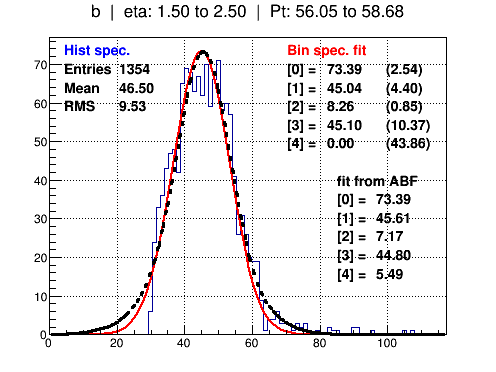 b | eta: 1.50 to 2.50 | Pt: 56.05 to 58.68
Hist spec.
Entries 1354
Mean 46.50
RMS 9.53
Bin spec. fit
[0] = 73.39 (2.54)
[1] = 45.04 (4.40)
[2] = 8.26 (0.85)
[3] = 45.10 (10.37)
[4] = 0.00 (43.86)
fit from ABF
[0] = 73.39
[1] = 45.61
[2] = 7.17
[3] = 44.80
[4] = 5.49
70
60
50
40
30
20
10
0
0 20 40 60 80 100